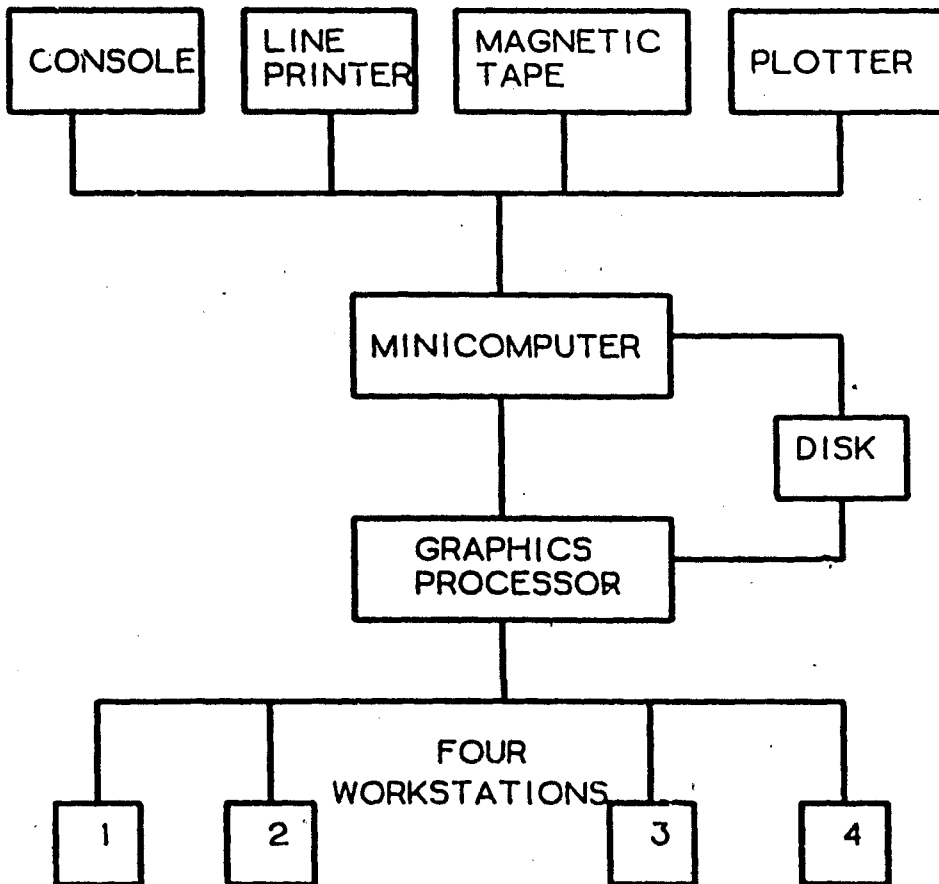 CONSOLE
LINE
PRINTER
MAGNETIC
TAPE
PLOTTER
MINICOMPUTER
DISK
GRAPHICS
PROCESSOR
FOUR
WORKSTATIONS
1
2
3
4